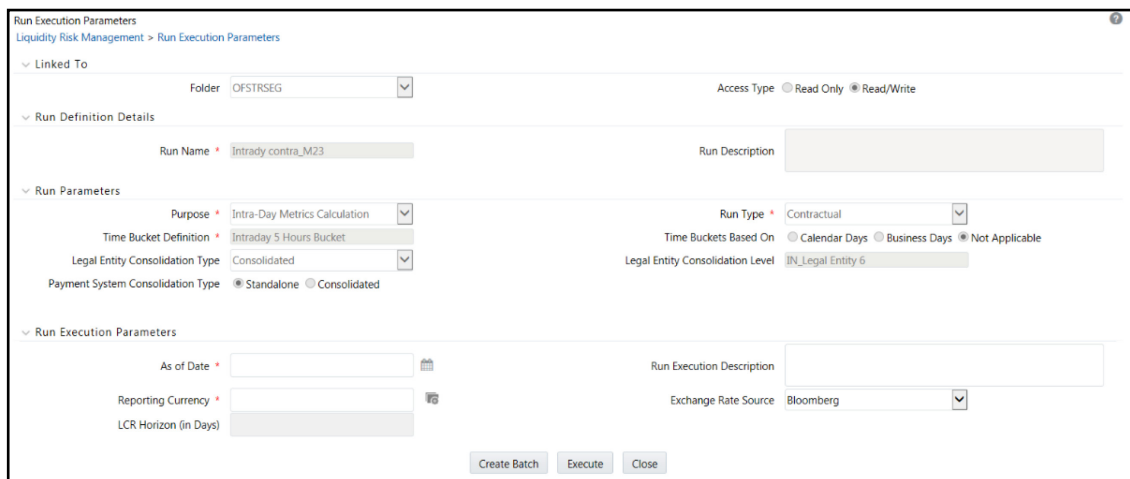 Run Execution Parameters
Liquidity Risk Management > Run Execution Parameters
Linked To
Folder OFSTRSEG Access Type Read Only Read/Write
Run Definition Details
Run Name * Intrady contra_M23 Run Description
Run Parameters
Purpose * Intra-Day Metrics Calculation Run Type * Contractual
Time Bucket Definition * Intraday 5 Hours Bucket Time Buckets Based On Calendar Days Business Days Not Applicable
Legal Entity Consolidation Type Consolidated Legal Entity Consolidation Level IN_Legal Entity 6
Payment System Consolidation Type Standalone Consolidated
Run Execution Parameters
As of Date * Run Execution Description
Reporting Currency * Exchange Rate Source Bloomberg
LCR Horizon (in Days)
Create Batch Execute Close